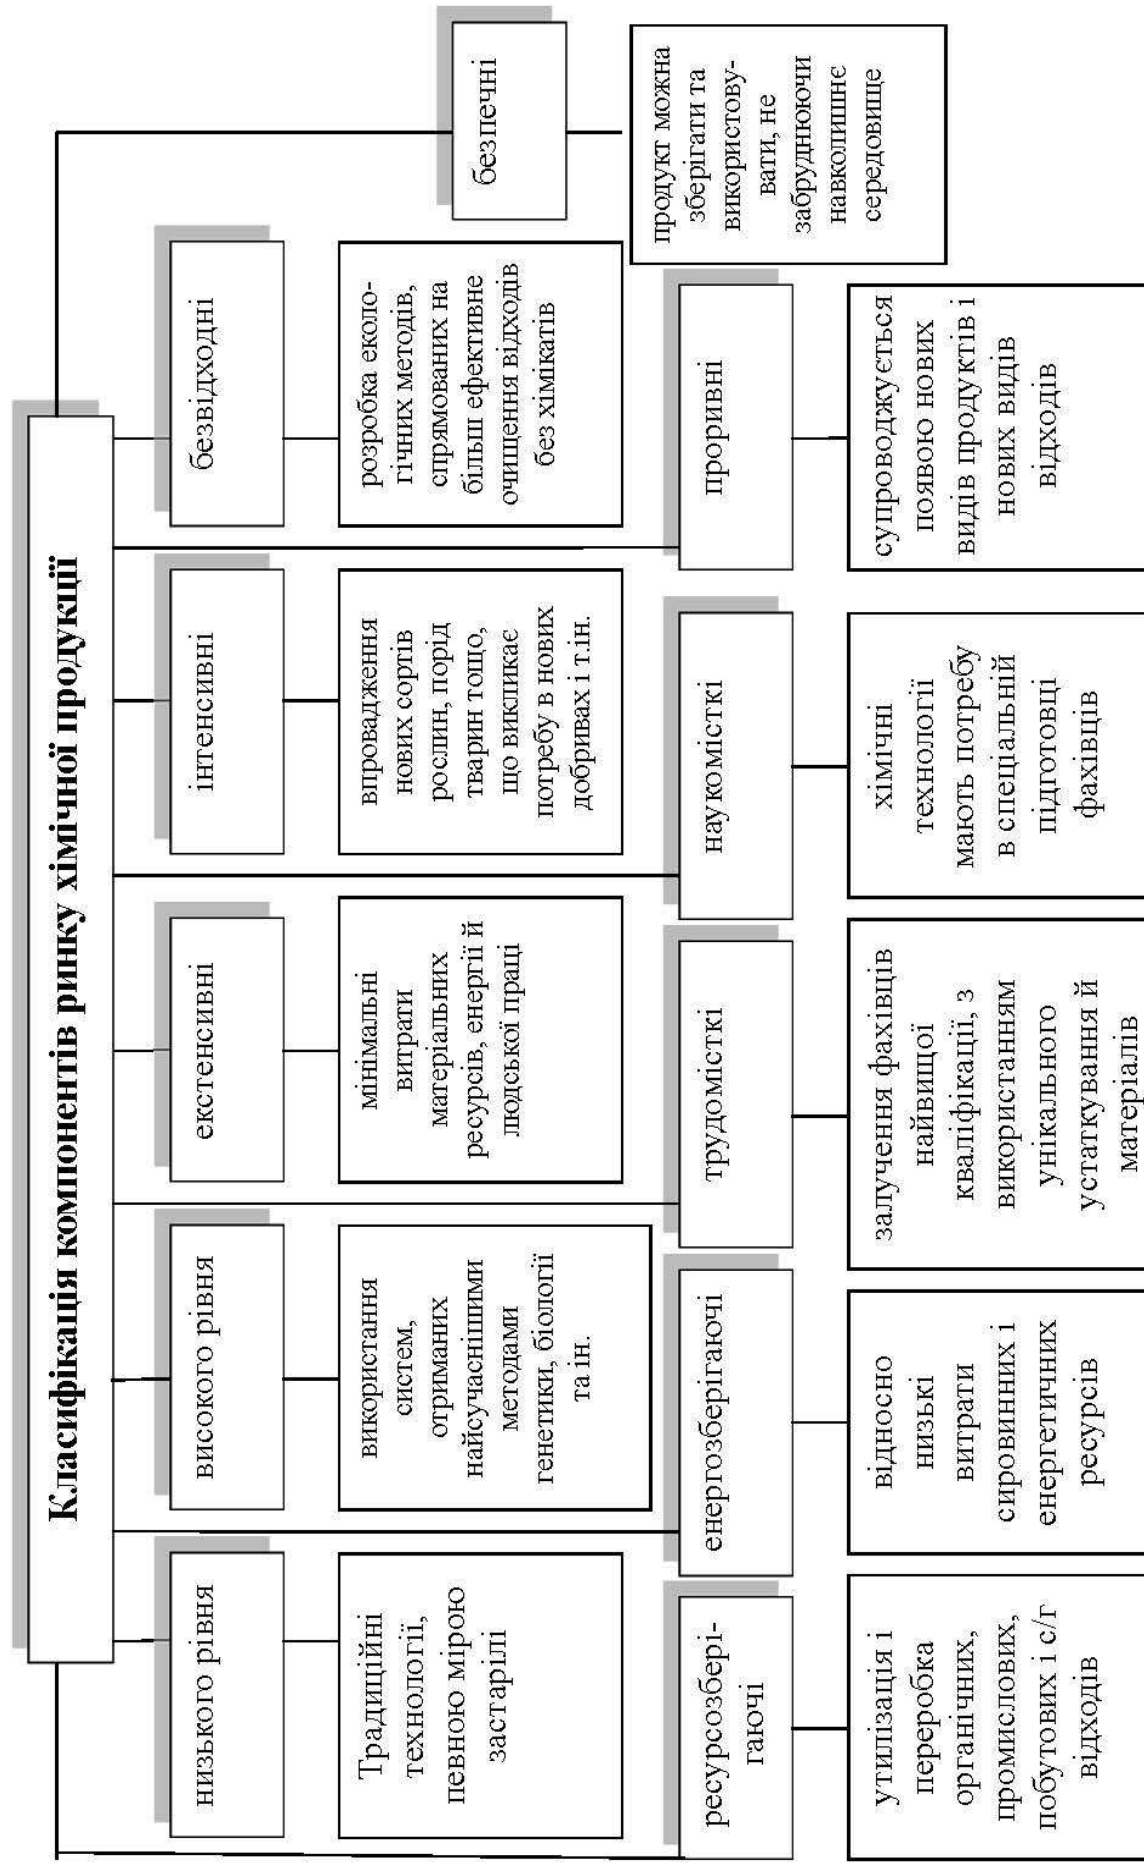 Класифікація компонентів ринку хімічної продукції
низького рівня
Традиційні
технології,
певною мірою
застарілі
високого рівня
використання
систем,
отриманих
найсучаснішими
методами
генетики, біології
та ін.
екстенсивні
мінімальні
витрати
матеріальних
ресурсів, енергії й
людської праці
інтенсивні
впровадження
нових сортів
рослин, порід
тварин тощо,
що викликає
потребу в нових
добривах і т.ін.
безвідходні
розробка еколо-
гічних методів,
спрямованих на
більш ефективне
очищення відходів
без хімікатів
безпечні
продукт можна
зберігати та
використову-
вати, не
забруднюючи
навколишнє
середовище
ресурсозбері-
гаючі
утилізація і
переробка
органічних,
промислових,
побутових і с/г
відходів
енергозберігаючі
відносно
низькі
витрати
сировинних і
енергетичних
ресурсів
трудомісткі
залучення фахівців
найвищої
кваліфікації, з
використанням
унікального
устаткування й
матеріалів
наукомісткі
хімічні
технології
мають потребу
в спеціальній
підготовці
фахівців
проривні
супроводжується
появою нових
видів продуктів і
нових видів
відходів